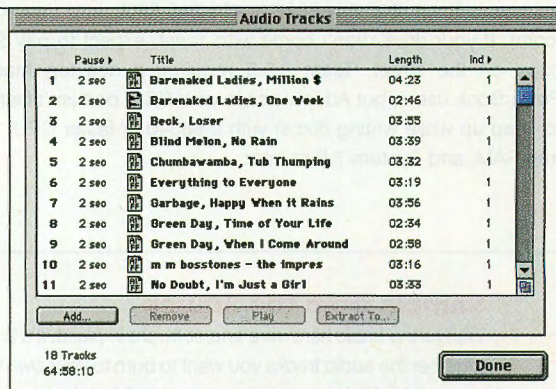 Audio Tracks
Pause Title Length Ind
1 2 sec Barenaked Ladies, Million $ 04:23 1
2 2 sec Barenaked Ladies, One Week 02:46 1
3 2 sec Beck, Loser 03:55 1
4 2 sec Blind Melon, No Rain 03:39 1
5 2 sec Chumbawamba, Tub Thumping 03:32 1
6 2 sec Everything to Everyone 03:19 1
7 2 sec Garbage, Happy When it Rains 03:56 1
8 2 sec Green Day, Time of Your Life 02:34 1
9 2 sec Green Day, When I Come Around 02:58 1
10 2 sec m m bosstones - the impres 03:16 1
11 2 sec No Doubt, I'm Just a Girl 03:33 1
Add... Remove Play Extract To...
18 Tracks
64:58:10
Done